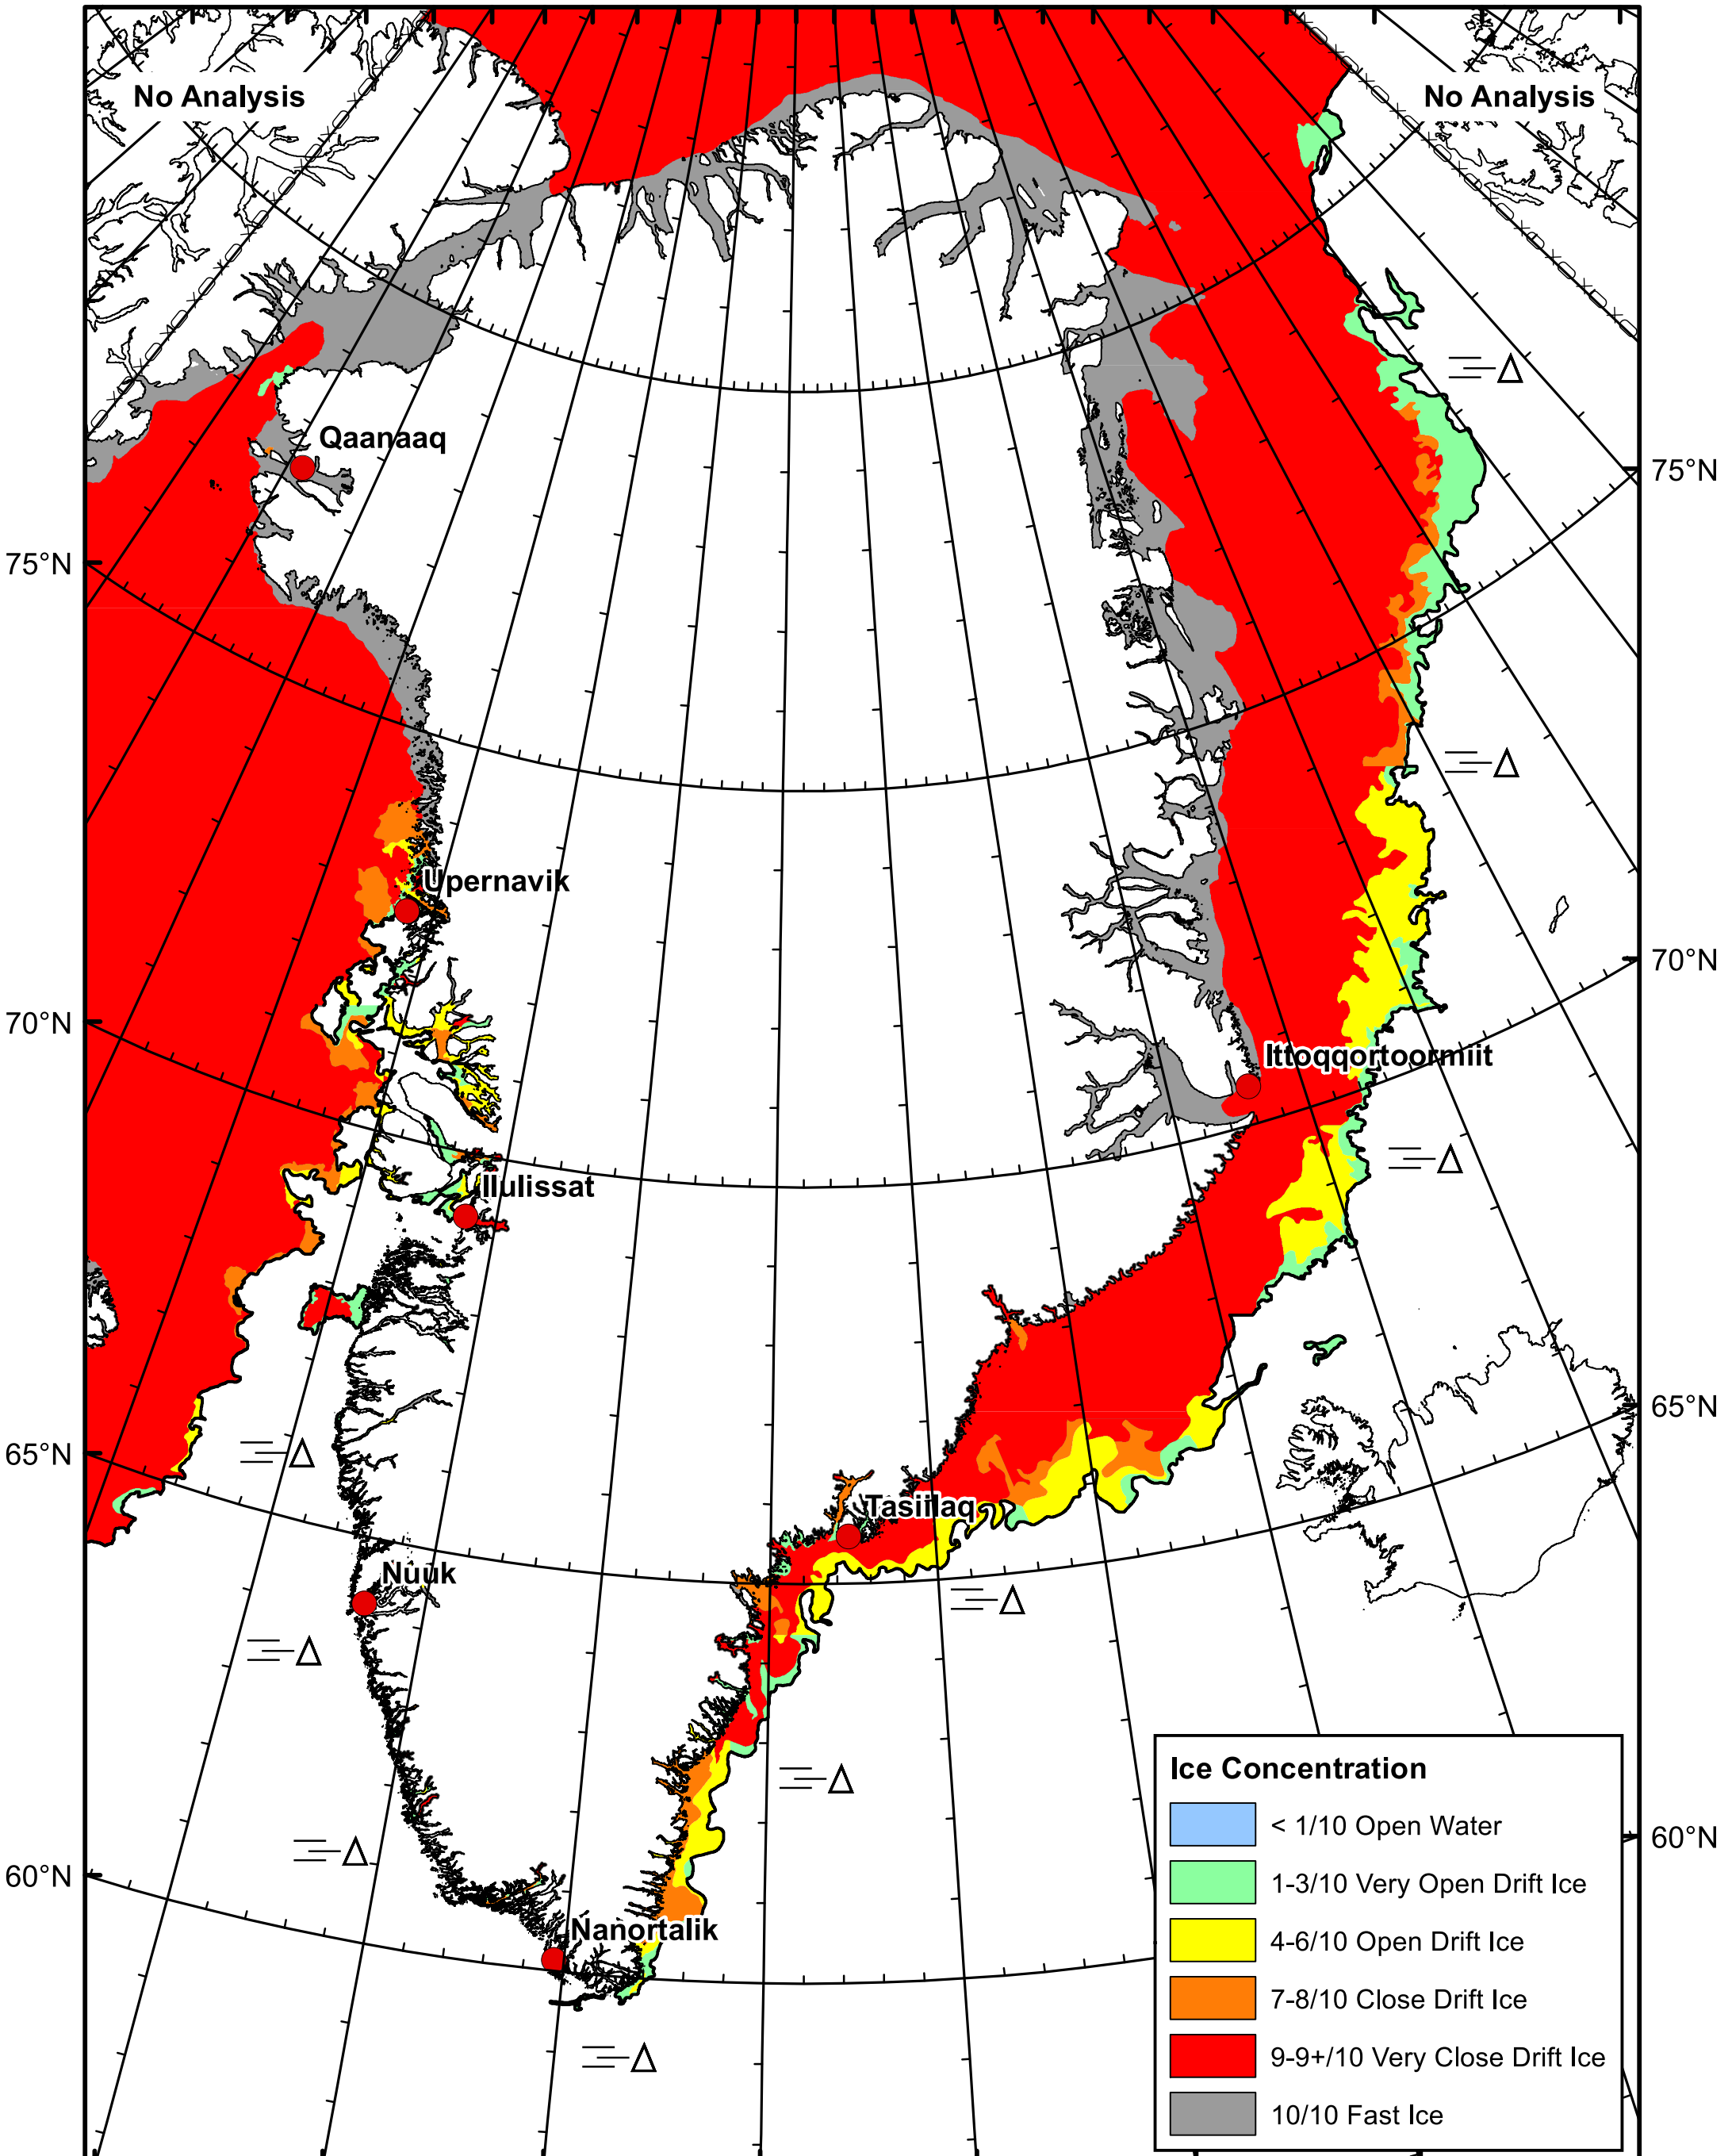 No Analysis
No Analysis
Qaanaaq
75°N
75°N
Upernavik
70°N
70°N
Ittoqqortoormiit
Ilulissat
65°N
65°N
Tasiilaq
Nuuk
60°N
60°N
Nanortalik
Ice Concentration
< 1/10 Open Water
1-3/10 Very Open Drift Ice
4-6/10 Open Drift Ice
7-8/10 Close Drift Ice
9-9+/10 Very Close Drift Ice
10/10 Fast Ice